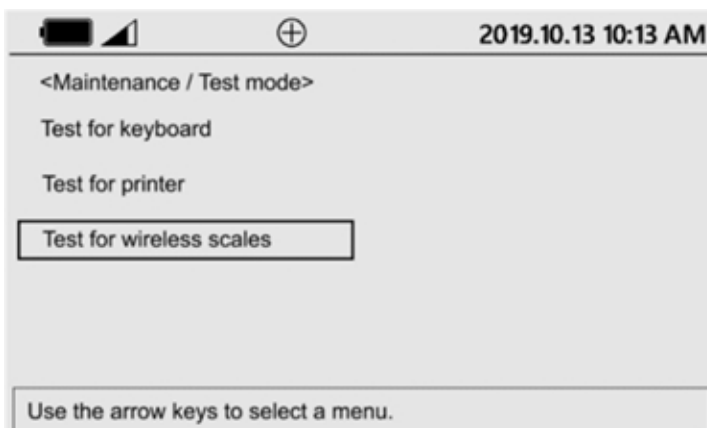 2019.10.13 10:13 AM
<Maintenance / Test mode>
Test for keyboard
Test for printer
Test for wireless scales
Use the arrow keys to select a menu.